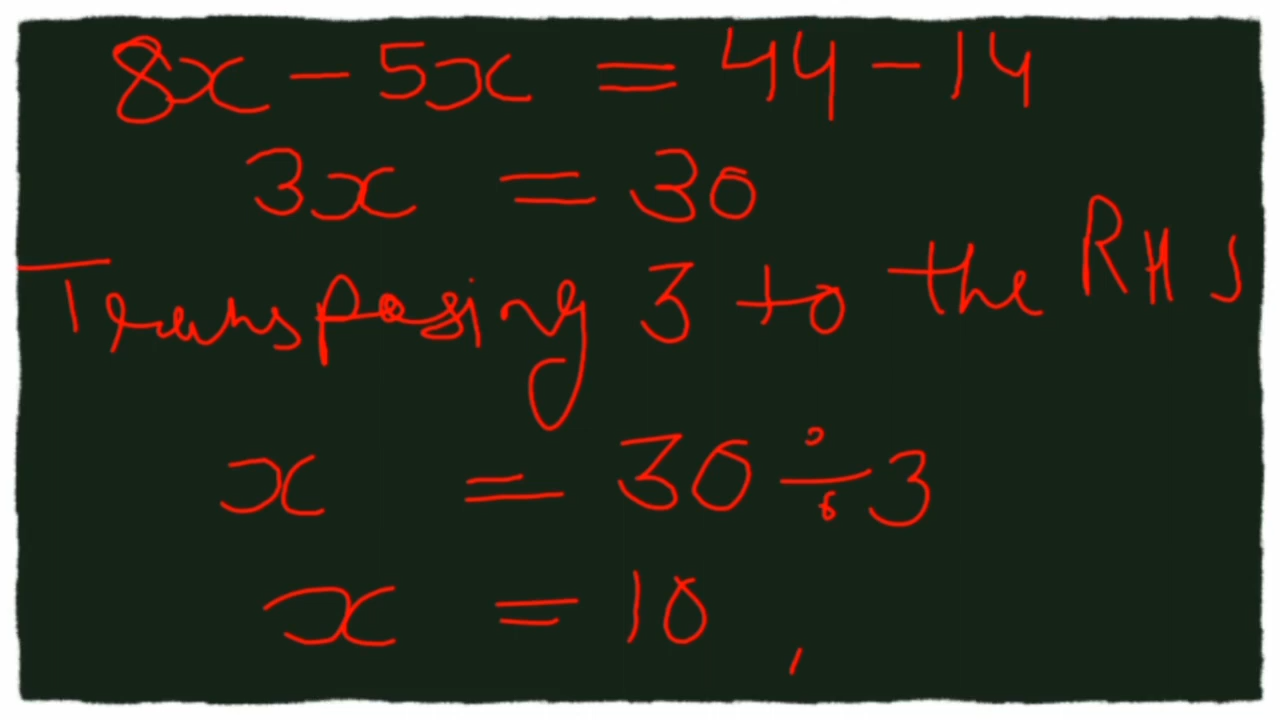 8x - 5x = 44 - 14
3x = 30
Transposing 3 to the RHS
x = 30 ÷ 3
x = 10,